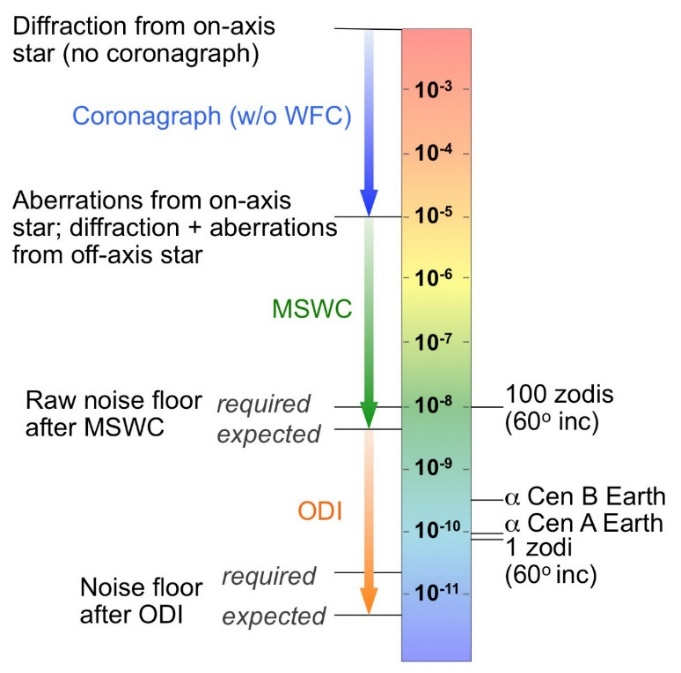 Diffraction from on-axis
star (no coronagraph)
Coronagraph (w/o WFC)
Aberrations from on-axis
star; diffraction + aberrations
from off-axis star
MSWC
Raw noise floor
after MSWC
required
expected
ODI
Noise floor
after ODI
required
expected
10⁻³
10⁻⁴
10⁻⁵
10⁻⁶
10⁻⁷
10⁻⁸
10⁻⁹
10⁻¹⁰
10⁻¹¹
100 zodis
(60° inc)
α Cen B Earth
α Cen A Earth
1 zodi
(60° inc)